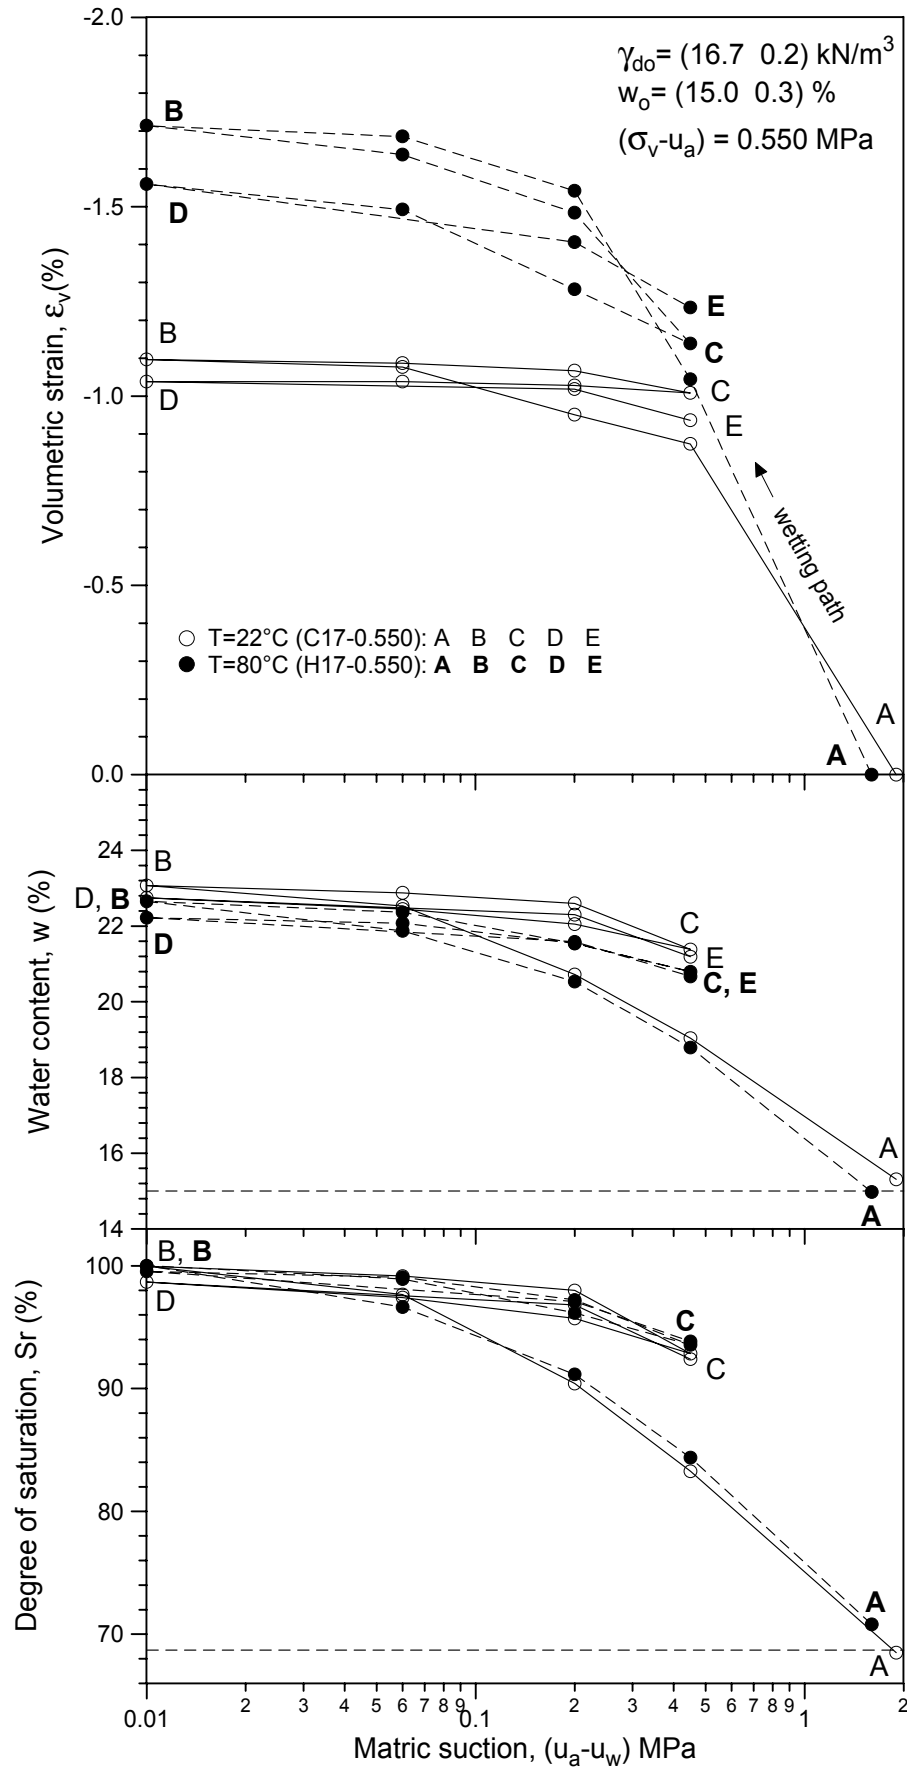 -2.0
γdo= (16.7 0.2) kN/m³
wo= (15.0 0.3) %
(σv-ua) = 0.550 MPa
B
-1.5
D
E
C
B
D
-1.0
C
E
wetting path
-0.5
Volumetric strain, εv(%)
T=22°C (C17-0.550): A B C D E
T=80°C (H17-0.550): A B C D E
A
A
0.0
24
B
D, B
22
D
C
E
C, E
20
18
16
A
A
14
Water content, w (%)
100
B, B
D
C
C
90
80
70
A
A
Degree of saturation, Sr (%)
2 3 4 5 6 7 8 9 2 3 4 5 6 7 8 9 2
0.01 0.1 1
Matric suction, (ua-uw) MPa